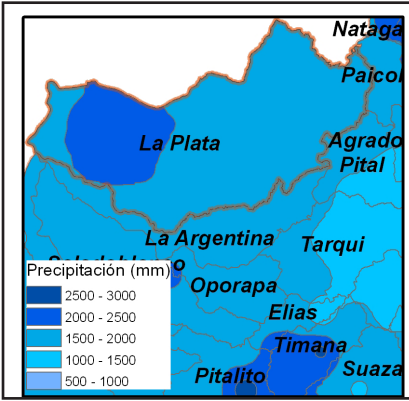 Nataga
Paicol
Agrado
Pital
La Plata
La Argentina
Tarqui
Oporapa
Elias
Timana
Suaza
Pitalito
Precipitación (mm)
2500 - 3000
2000 - 2500
1500 - 2000
1000 - 1500
500 - 1000